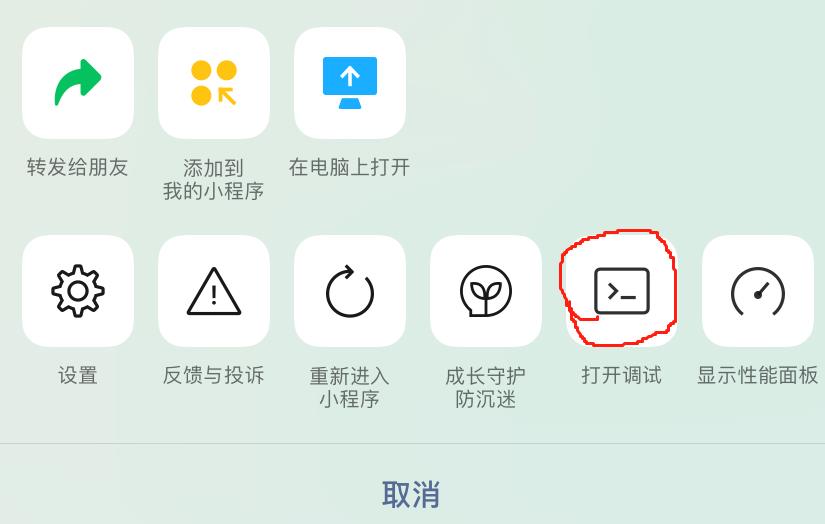 转发给朋友
添加到
我的小程序
在电脑上打开
设置
反馈与投诉
重新进入
小程序
成长守护
防沉迷
打开调试
显示性能面板
取消